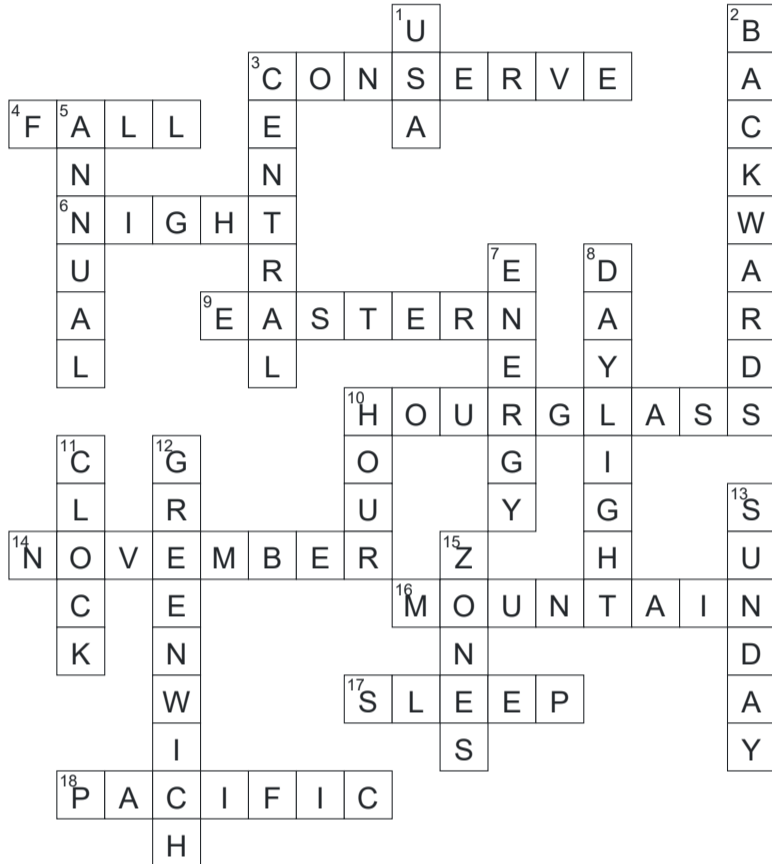 1 U 2 B
3 C O N S E R V E A
4 F 5 A L L E A C
N N K
6 N I G H T W
U R 7 E 8 D A
A 9 E A S T E R N A R
L L E Y D
10 H O U R G L A S S
11 C 12 G O G I
L R U Y G 13 S
14 N O V E M B E R 15 Z H U
C E 16 M O U N T A I N
K N N D
W 17 S L E E P A
I S Y
18 P A C I F I C
H